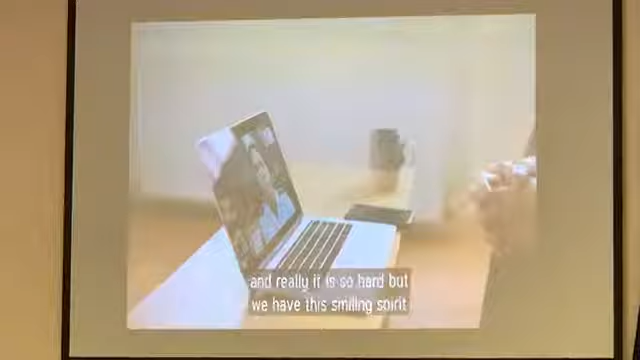 and really it is so hard but
we have this smiling spirit